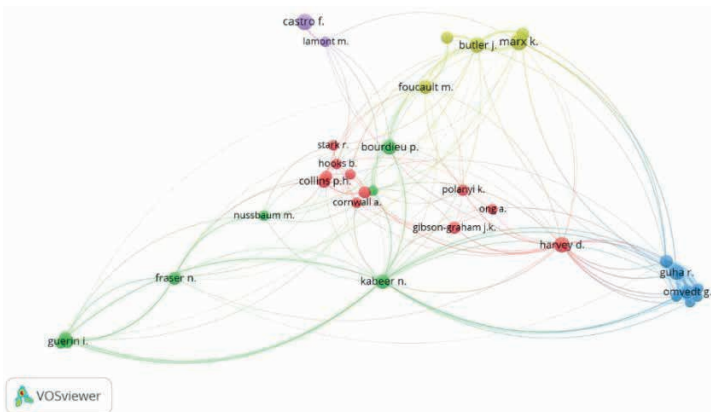 castro f.
lamont m.
butler j.
marx k.
foucault m.
stark r.
bourdieu p.
hooks b.
collins p.h.
cornwall a.
polanyi k.
nussbaum m.
ong a.
gibson-graham j.k.
harvey d.
fraser n.
kabeer n.
guha r.
omvedt g.
guerin i.
VOSviewer